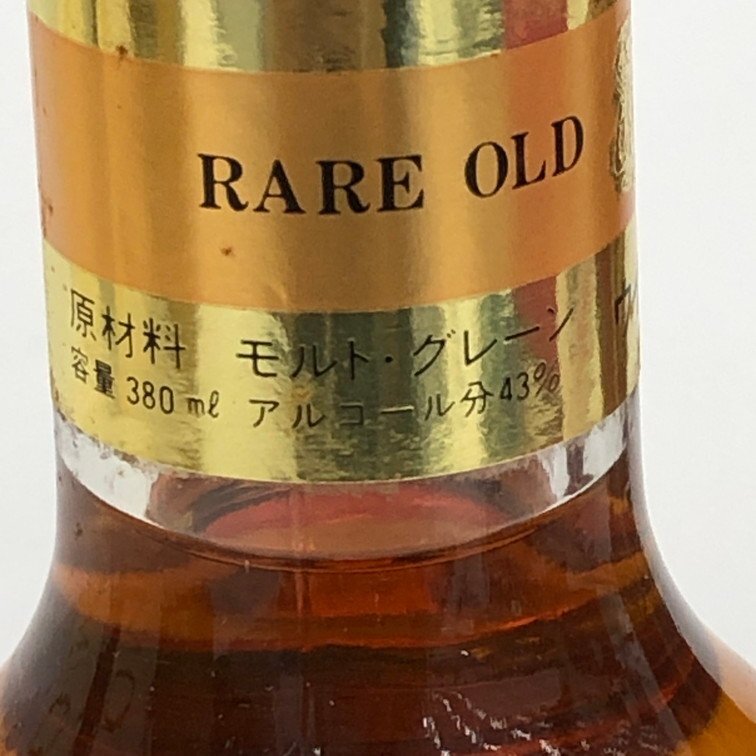 RARE OLD
原材料 モルト・グレーン ウ
容量 380 ml アルコール分43%